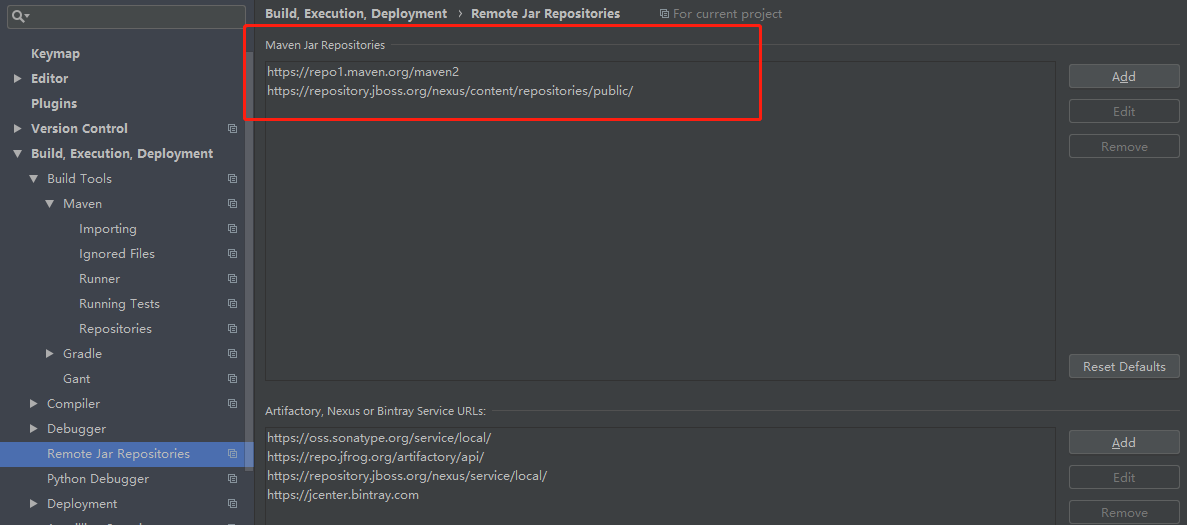 Build, Execution, Deployment › Remote Jar Repositories For current project
Keymap
Editor
Plugins
Version Control
Build, Execution, Deployment
Build Tools
Maven
Importing
Ignored Files
Runner
Running Tests
Repositories
Gradle
Gant
Compiler
Debugger
Remote Jar Repositories
Python Debugger
Deployment
Maven Jar Repositories
https://repo1.maven.org/maven2
https://repository.jboss.org/nexus/content/repositories/public/
Add
Edit
Remove
Reset Defaults
Artifactory, Nexus or Bintray Service URLs:
https://oss.sonatype.org/service/local/
https://repo.jfrog.org/artifactory/api/
https://repository.jboss.org/nexus/service/local/
https://jcenter.bintray.com
Add
Edit
Remove